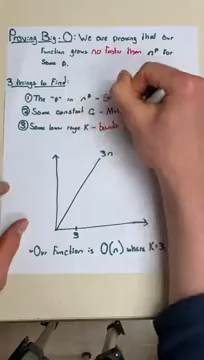 Proving Big-O: We are proving that our
function grows no faster than n^p for
some p.
3 things to Find:
① The "p" in n^p -
② Some constant C -
③ Some lower range K - bounds
3n
3
Our Function is O(n) where K=3,